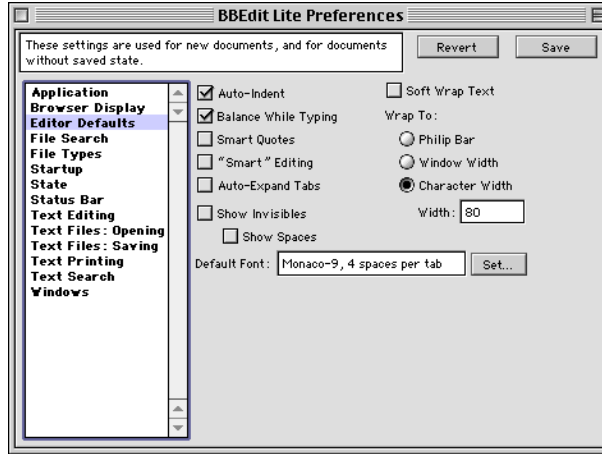 BBEdit Lite Preferences
These settings are used for new documents, and for documents
without saved state.
Revert
Save
Application
Browser Display
Editor Defaults
File Search
File Types
Startup
State
Status Bar
Text Editing
Text Files: Opening
Text Files: Saving
Text Printing
Text Search
Windows
Auto-Indent
Balance While Typing
Smart Quotes
"Smart" Editing
Auto-Expand Tabs
Show Invisibles
Show Spaces
Soft Wrap Text
Wrap To:
Philip Bar
Window Width
Character Width
Width: 80
Default Font: Monaco-9, 4 spaces per tab Set...